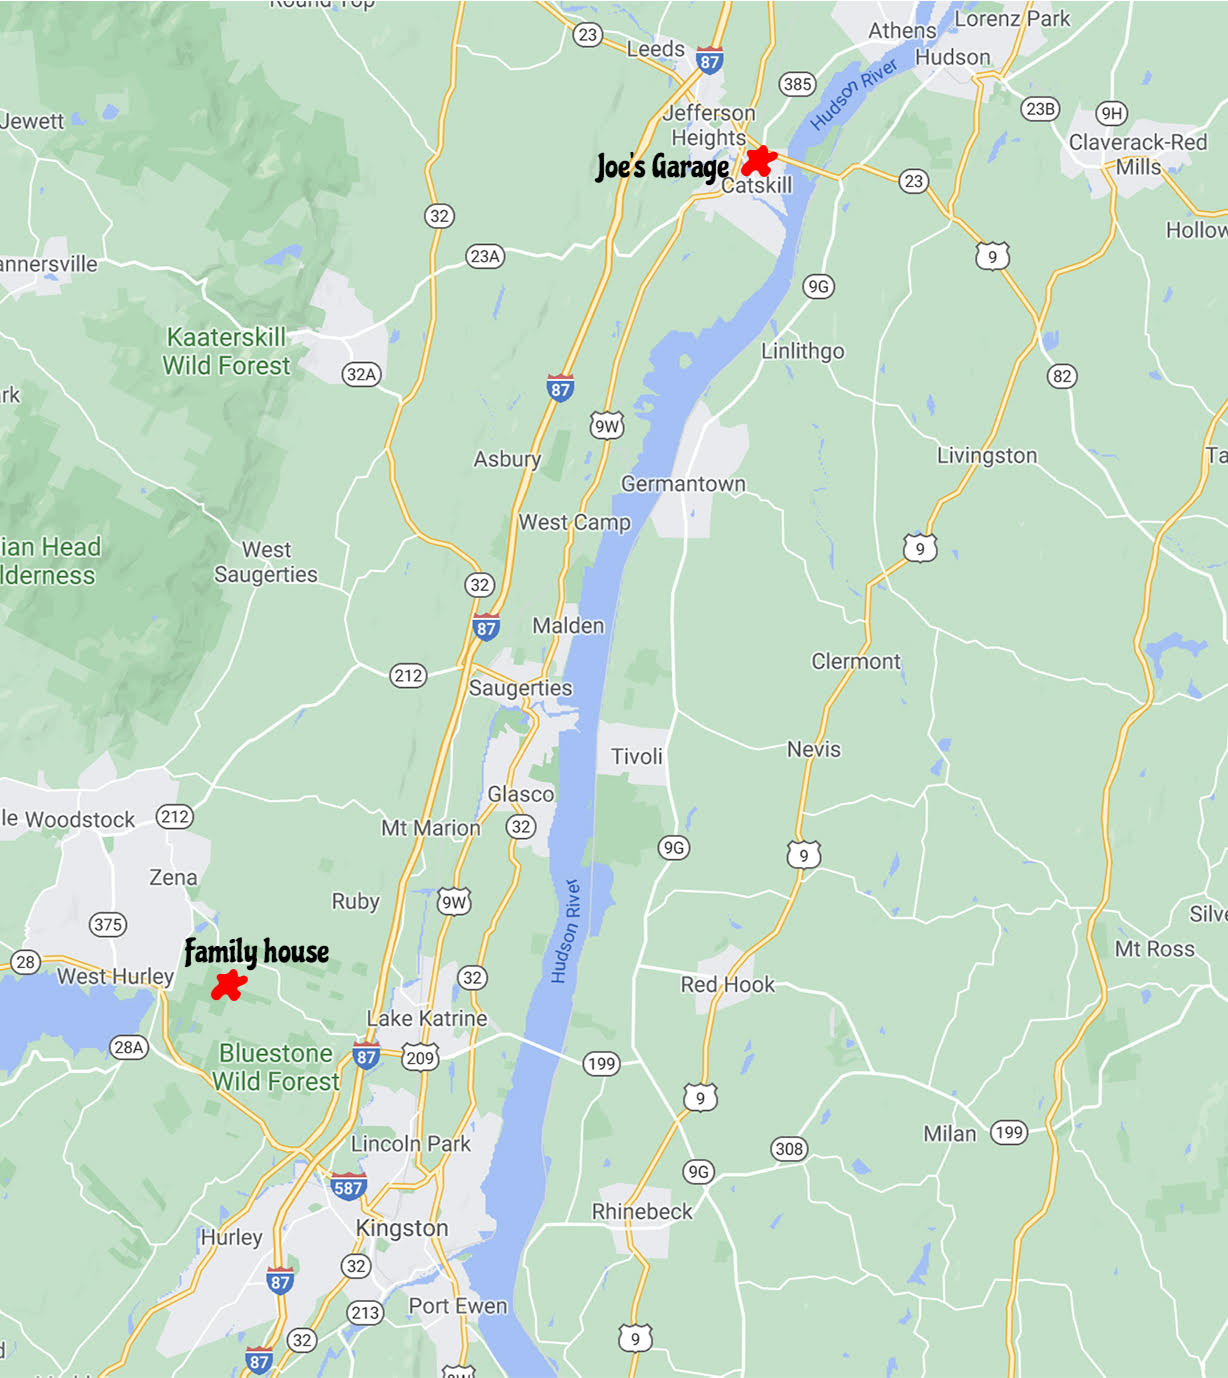 Round Top
23
Leeds
87
Athens
Lorenz Park
Hudson
385
Hudson River
23B
9H
Jewett
Jefferson
Heights
Claverack-Red
Mills
Joe's Garage
Catskill
23
32
Hollow
23A
9
annersville
9G
Kaaterskill
Wild Forest
Linlithgo
32A
87
82
rk
9W
Asbury
Livingston
Ta
Germantown
West Camp
ian Head
lderness
West
Saugerties
9
32
87
Malden
Clermont
212
Saugerties
Tivoli
Nevis
Glasco
le Woodstock
212
Mt Marion
32
9G
9
Zena
Ruby
9W
Hudson River
375
Silve
Family house
Mt Ross
28
West Hurley
32
Red Hook
Lake Katrine
28A
Bluestone
Wild Forest
87
209
199
9
Lincoln Park
Milan
199
308
587
9G
Rhinebeck
Hurley
Kingston
32
87
213
Port Ewen
32
9
87
9W